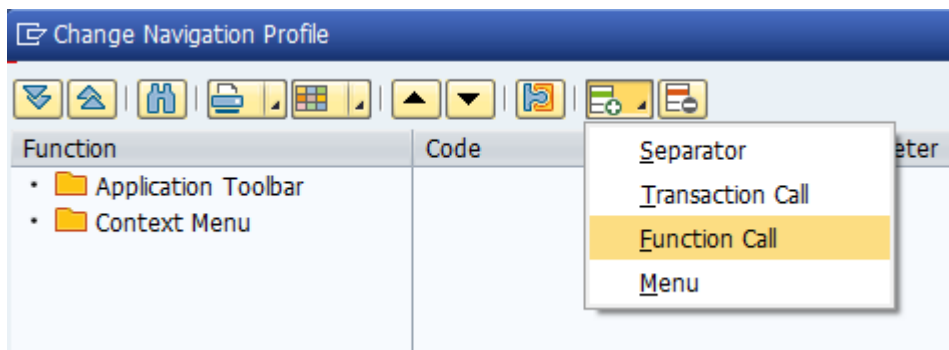 Change Navigation Profile
Function Code eter
Application Toolbar
Context Menu
Separator
Transaction Call
Function Call
Menu